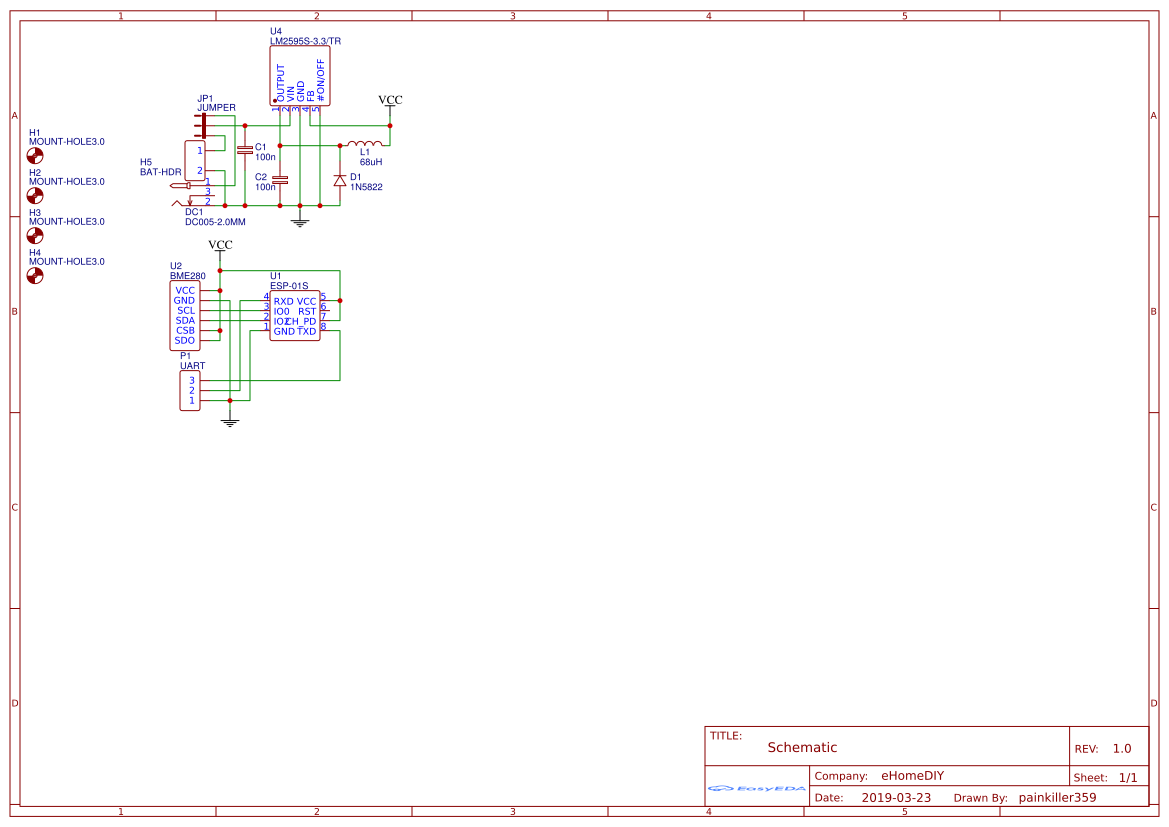 1 2 3 4 5
A A
B B
C C
D D
U4
LM2595S-3.3/TR
OUTPUT
VIN
GND
FB
#ON/OFF
1 2 3 4 5
VCC
JP1
JUMPER
H1
MOUNT-HOLE3.0
H2
MOUNT-HOLE3.0
H3
MOUNT-HOLE3.0
H4
MOUNT-HOLE3.0
H5
BAT-HDR
1
2
1
3
2
DC1
DC005-2.0MM
C1
100n
C2
100n
L1
68uH
D1
1N5822
VCC
U2
BME280
VCC
GND
SCL
SDA
CSB
SDO
U1
ESP-01S
4 RXD VCC 5
3 IO0 RST 6
2 IO2 CH_PD 7
1 GND TXD 8
P1
UART
3
2
1
TITLE:
Schematic
REV: 1.0
EasyEDA
Company: eHomeDIY
Sheet: 1/1
Date: 2019-03-23 Drawn By: painkiller359
1 2 3 4 5